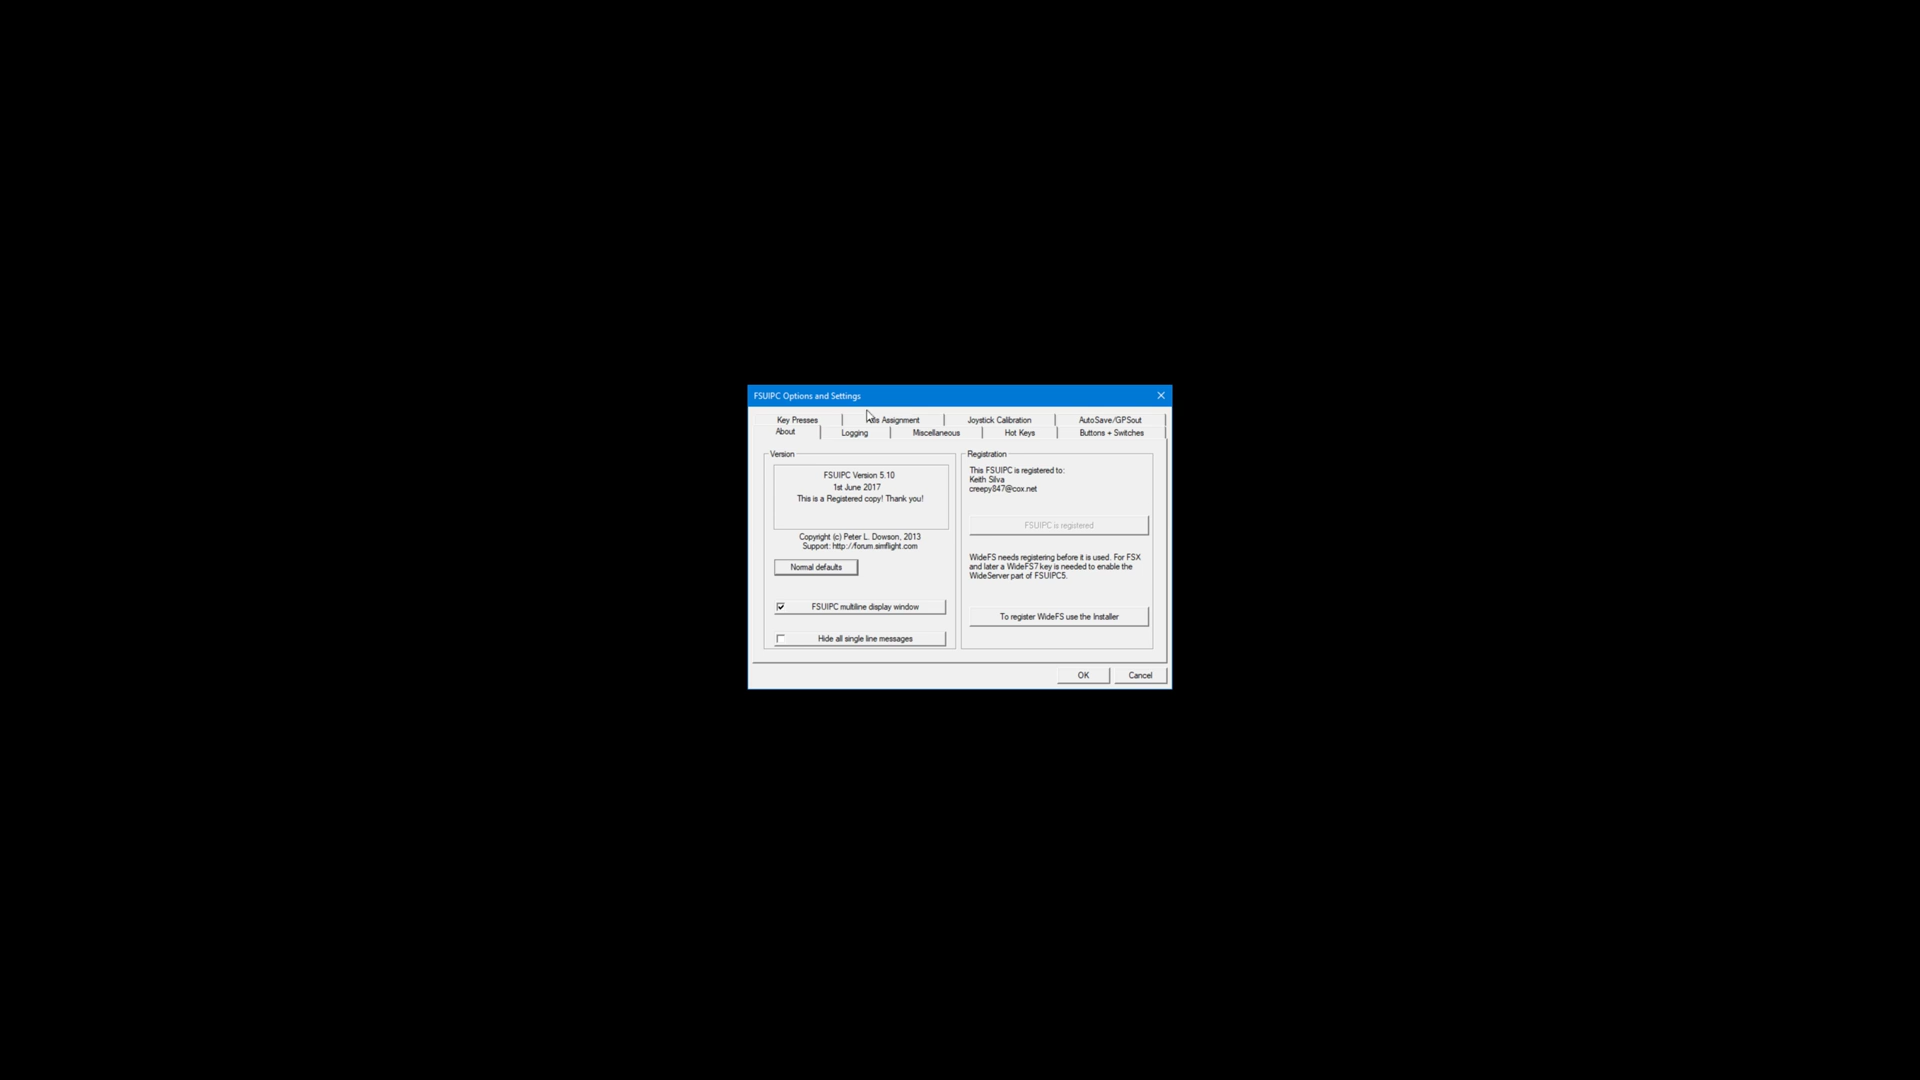 FSUIPC Options and Settings
Key Presses
Assignment
Joystick Calibration
AutoSave/GPSout
About
Logging
Miscellaneous
Hot Keys
Buttons + Switches
Version
FSUIPC Version 5.10
1st June 2017
This is a Registered copy! Thank you!
Copyright (c) Peter L. Dowson, 2013
Support: http://forum.simflight.com
Normal defaults
FSUIPC multiline display window
Hide all single line messages
Registration
This FSUIPC is registered to:
Keith Silva
creepy847@cox.net
FSUIPC is registered
WideFS needs registering before it is used. For FSX
and later a WideFS7 key is needed to enable the
WideServer part of FSUIPC5.
To register WideFS use the Installer
OK
Cancel